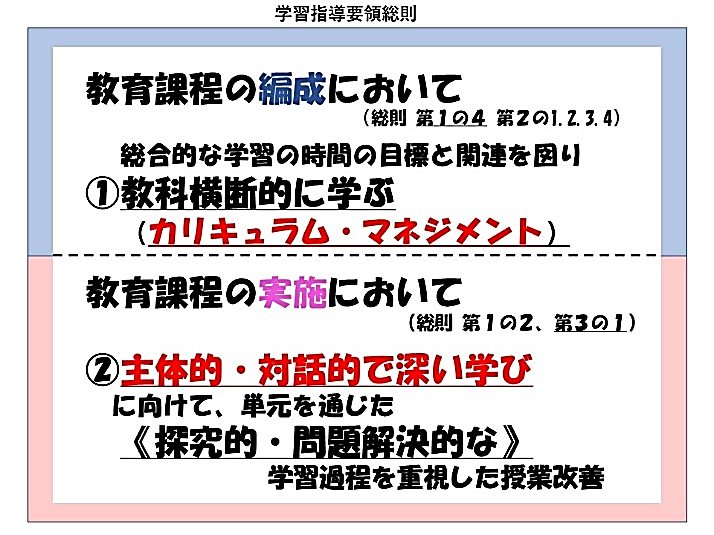 学習指導要領総則
教育課程の編成において
（総則 第１の４ 第２の1.2.3.4）
総合的な学習の時間の目標と関連を図り
①教科横断的に学ぶ
（カリキュラム・マネジメント）
教育課程の実施において
（総則 第１の２、第３の１）
②主体的・対話的で深い学び
に向けて、単元を通じた
《探究的・問題解決的な》
学習過程を重視した授業改善